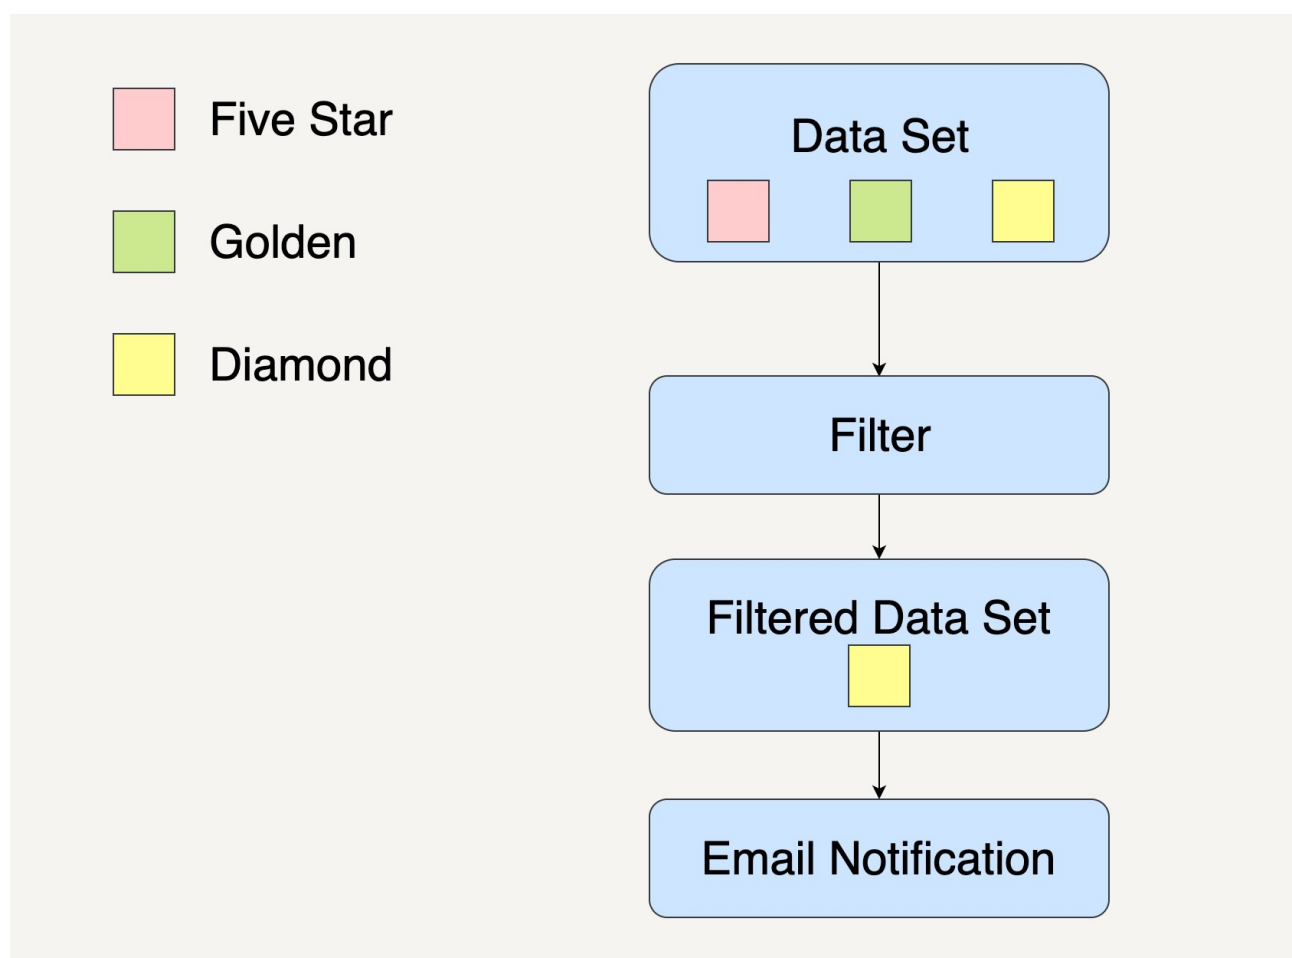 Five Star
Golden
Diamond
Data Set
Filter
Filtered Data Set
Email Notification